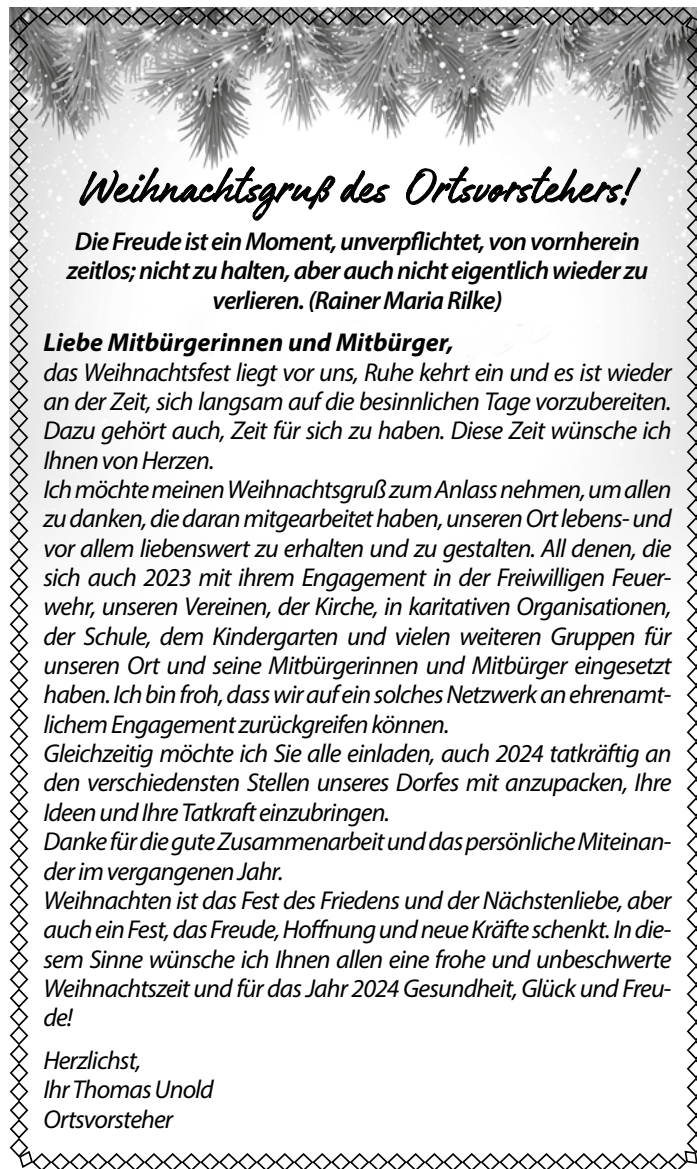 Weihnachtsgruß des Ortsvorstehers!
Die Freude ist ein Moment, unverpflichtet, von vornherein
zeitlos; nicht zu halten, aber auch nicht eigentlich wieder zu
verlieren. (Rainer Maria Rilke)
Liebe Mitbürgerinnen und Mitbürger,
das Weihnachtsfest liegt vor uns, Ruhe kehrt ein und es ist wieder
an der Zeit, sich langsam auf die besinnlichen Tage vorzubereiten.
Dazu gehört auch, Zeit für sich zu haben. Diese Zeit wünsche ich
Ihnen von Herzen.
Ich möchte meinen Weihnachtsgruß zum Anlass nehmen, um allen
zu danken, die daran mitgearbeitet haben, unseren Ort lebens- und
vor allem liebenswert zu erhalten und zu gestalten. All denen, die
sich auch 2023 mit ihrem Engagement in der Freiwilligen Feuer-
wehr, unseren Vereinen, der Kirche, in karitativen Organisationen,
der Schule, dem Kindergarten und vielen weiteren Gruppen für
unseren Ort und seine Mitbürgerinnen und Mitbürger eingesetzt
haben. Ich bin froh, dass wir auf ein solches Netzwerk an ehrenamt-
lichem Engagement zurückgreifen können.
Gleichzeitig möchte ich Sie alle einladen, auch 2024 tatkräftig an
den verschiedensten Stellen unseres Dorfes mit anzupacken, Ihre
Ideen und Ihre Tatkraft einzubringen.
Danke für die gute Zusammenarbeit und das persönliche Miteinan-
der im vergangenen Jahr.
Weihnachten ist das Fest des Friedens und der Nächstenliebe, aber
auch ein Fest, das Freude, Hoffnung und neue Kräfte schenkt. In die-
sem Sinne wünsche ich Ihnen allen eine frohe und unbeschwerte
Weihnachtszeit und für das Jahr 2024 Gesundheit, Glück und Freu-
de!
Herzlichst,
Ihr Thomas Unold
Ortsvorsteher